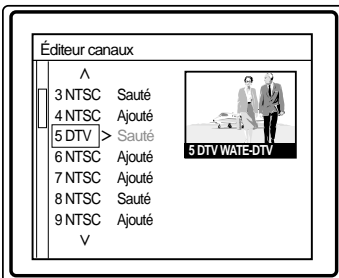 Éditeur canaux
3 NTSC Sauté
4 NTSC Ajouté
5 DTV > Sauté
6 NTSC Ajouté
7 NTSC Ajouté
8 NTSC Sauté
9 NTSC Ajouté
5 DTV WATE-DTV